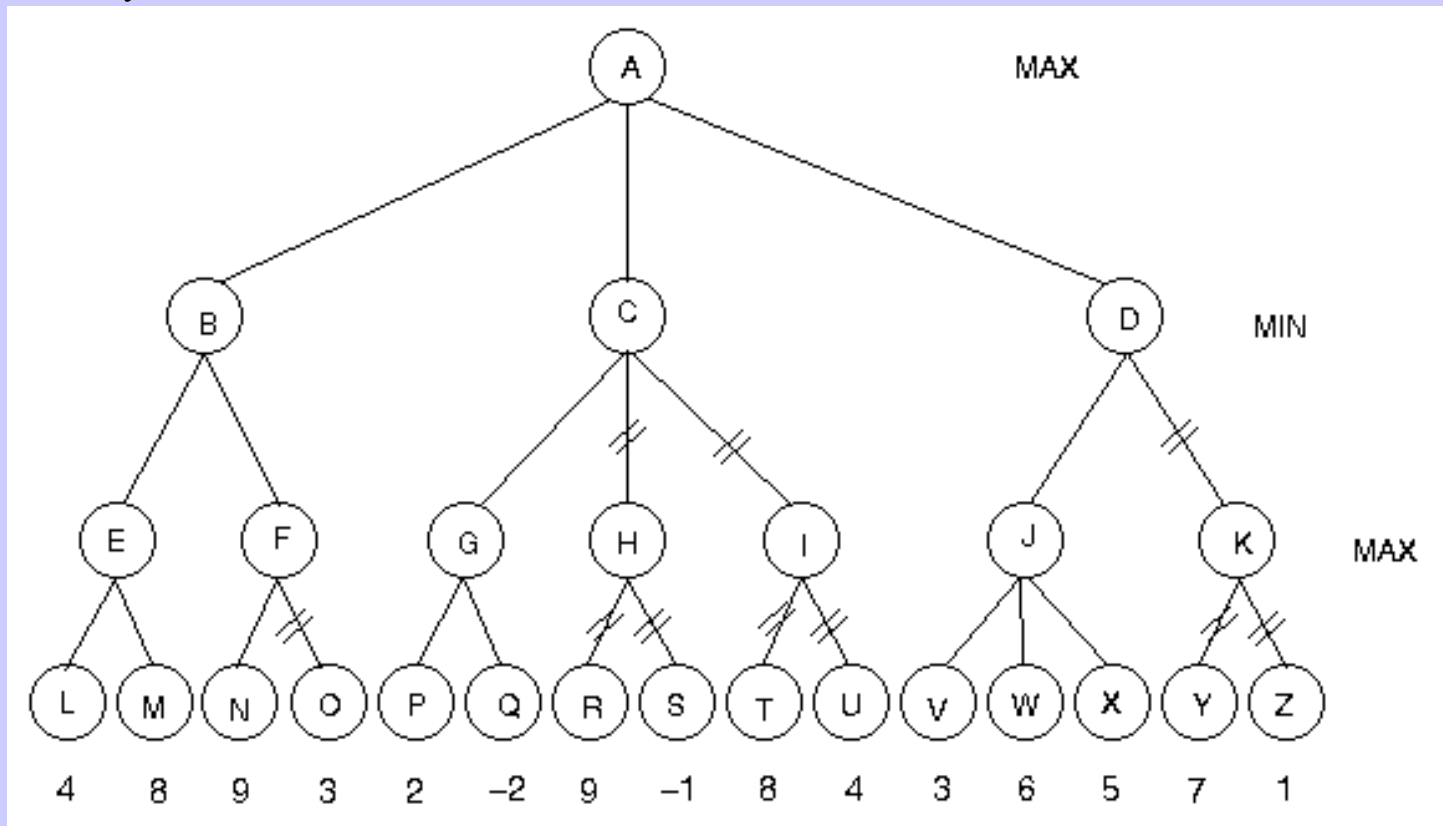 A MAX
B C D MIN
E F G H I J K MAX
L M N O P Q R S T U V W X Y Z
4 8 9 3 2 −2 9 −1 8 4 3 6 5 7 1